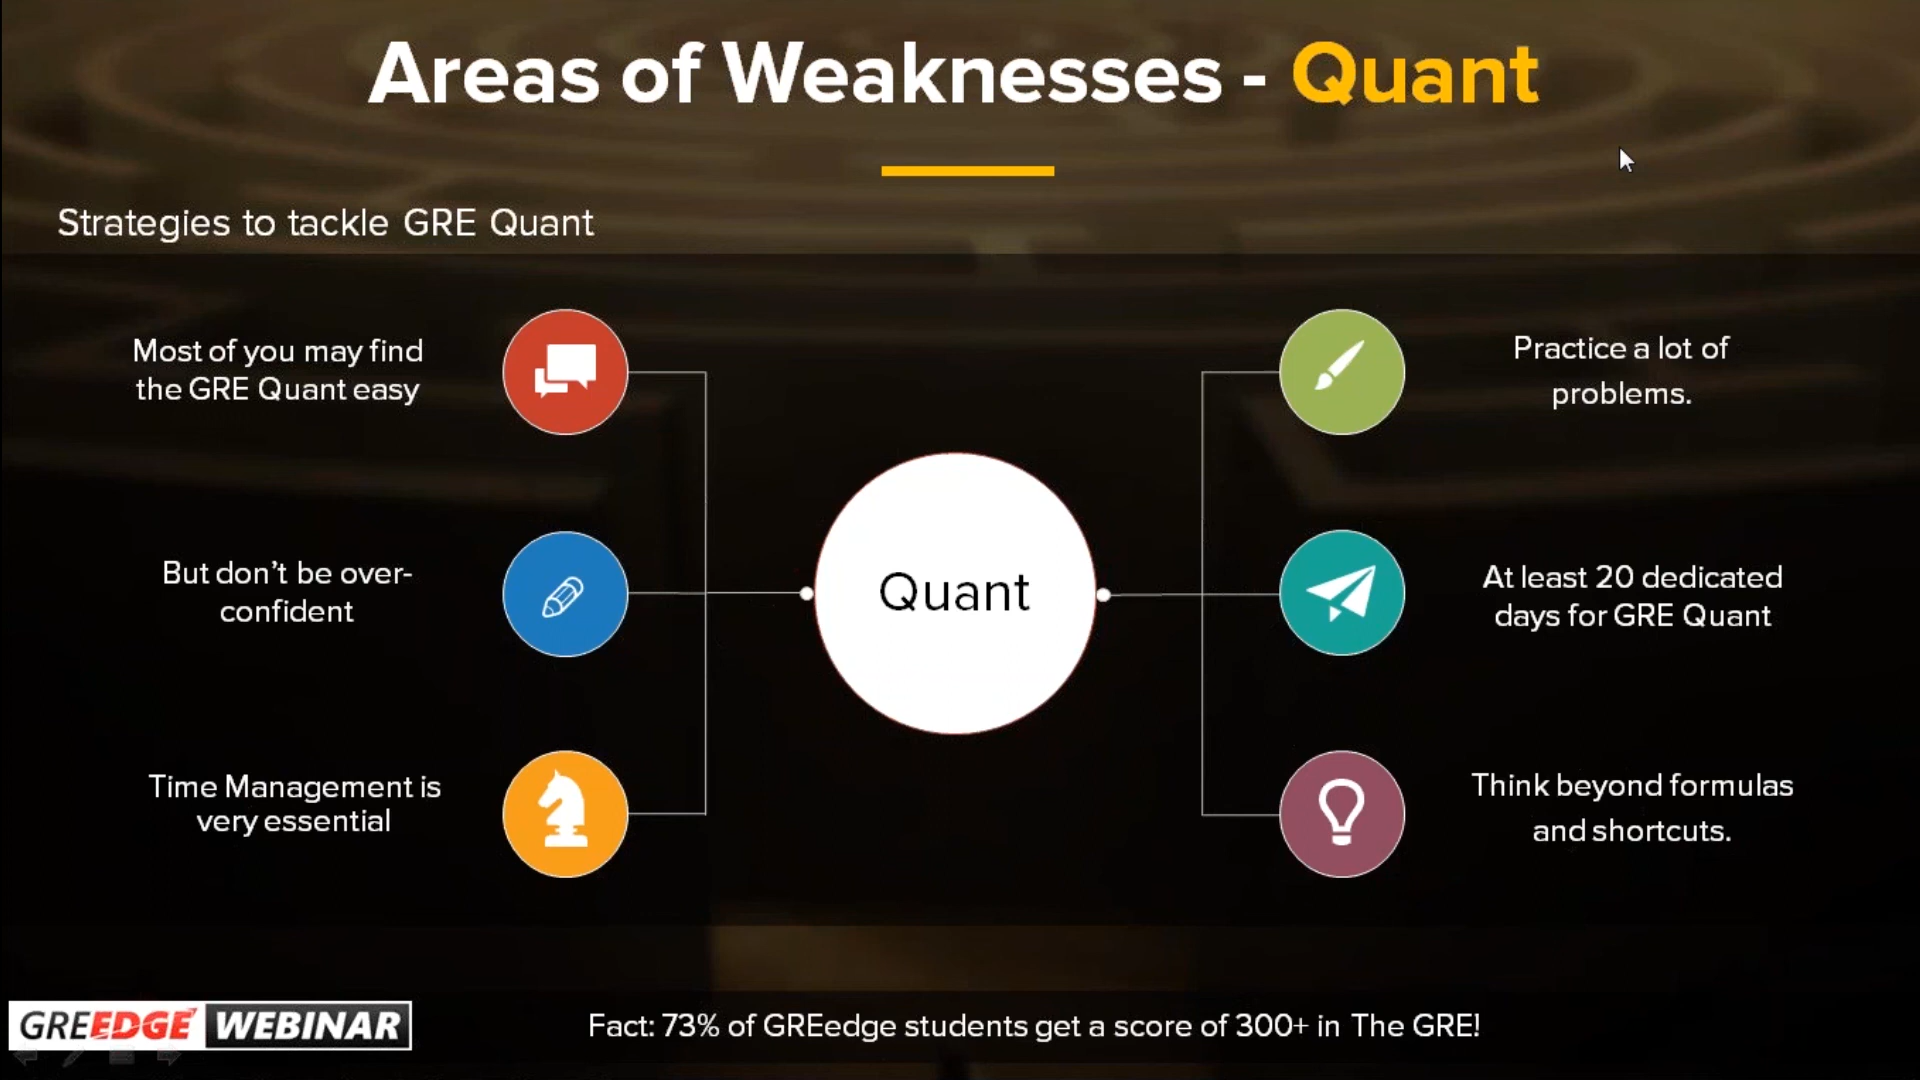 Areas of Weaknesses - Quant
Strategies to tackle GRE Quant
Most of you may find
the GRE Quant easy
But don't be over-
confident
Time Management is
very essential
Quant
Practice a lot of
problems.
At least 20 dedicated
days for GRE Quant
Think beyond formulas
and shortcuts.
GREEDGE WEBINAR
Fact: 73% of GREedge students get a score of 300+ in The GRE!